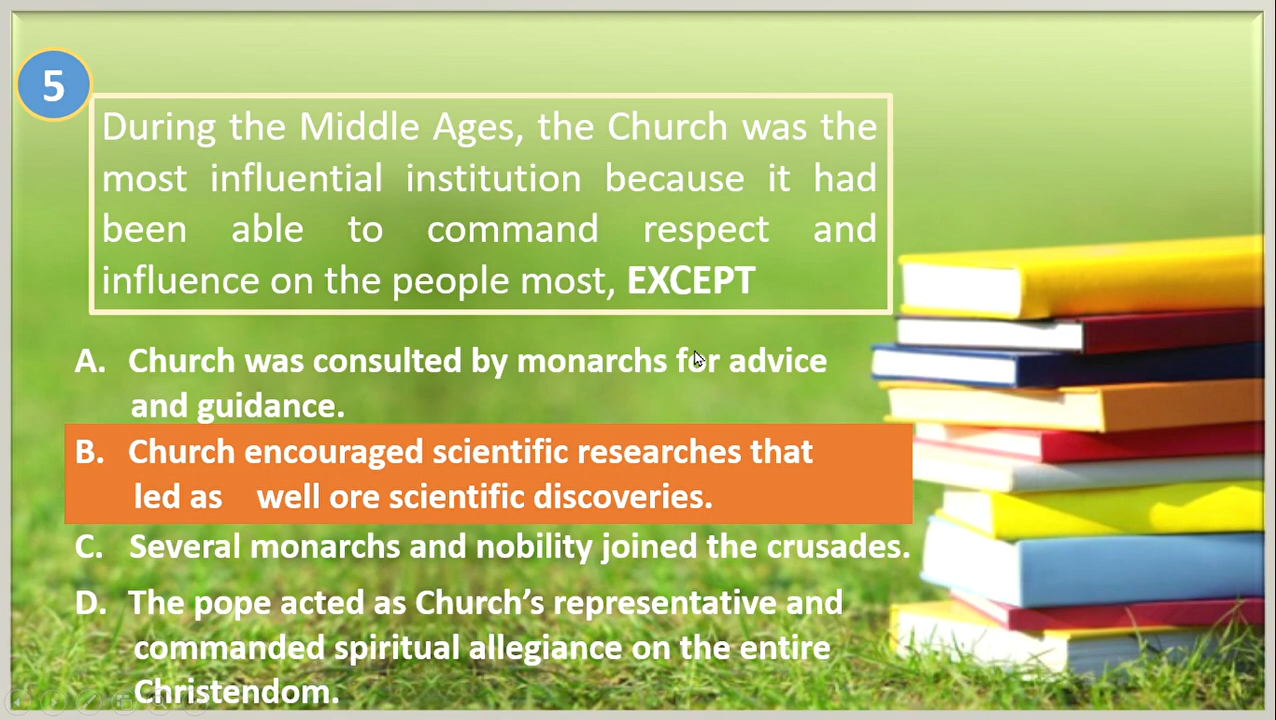 5
During the Middle Ages, the Church was the
most influential institution because it had
been able to command respect and
influence on the people most, EXCEPT
A. Church was consulted by monarchs for advice
and guidance.
B. Church encouraged scientific researches that
led as well ore scientific discoveries.
C. Several monarchs and nobility joined the crusades.
D. The pope acted as Church’s representative and
commanded spiritual allegiance on the entire
Christendom.